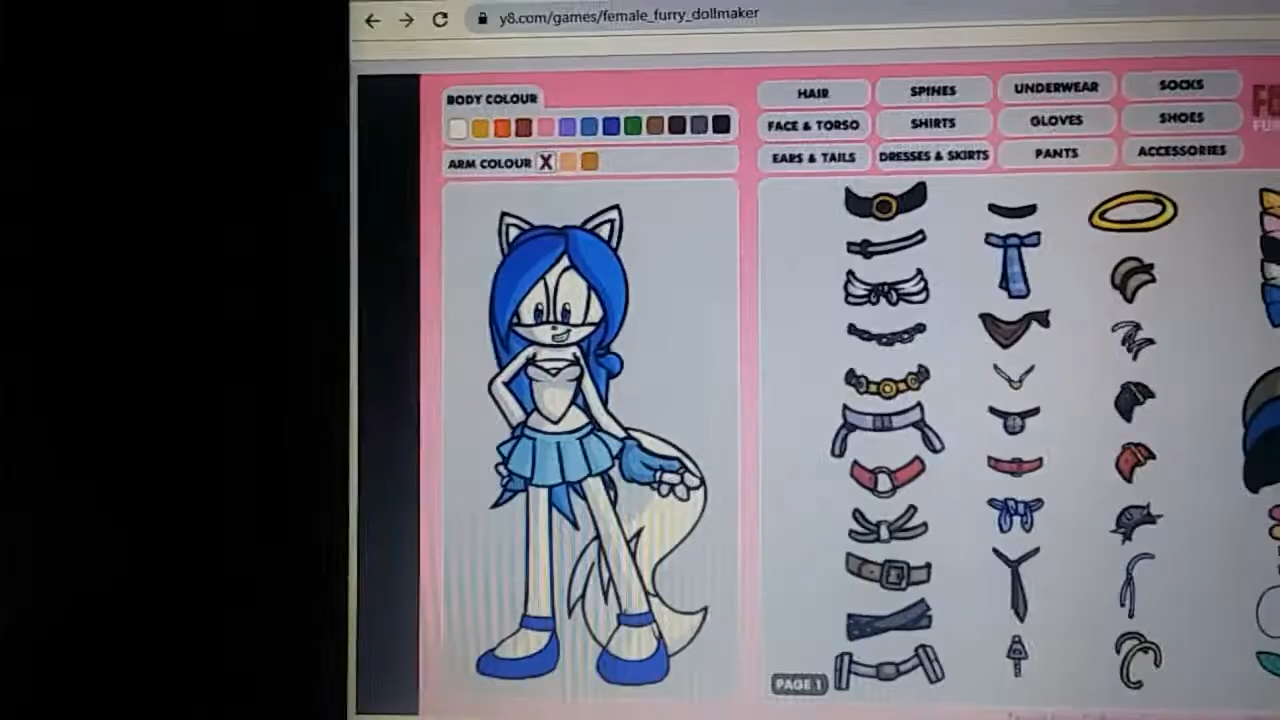 y8.com/games/female_furry_dollmaker
BODY COLOUR
ARM COLOUR X
HAIR
SPINES
UNDERWEAR
SOCKS
FACE & TORSO
SHIRTS
GLOVES
SHOES
EARS & TAILS
DRESSES & SKIRTS
PANTS
ACCESSORIES
PAGE 1